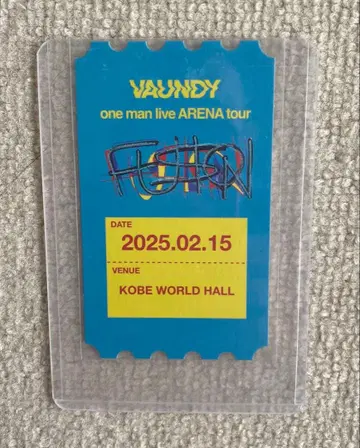 VAUNDY
one man live ARENA tour
FUSION
DATE
2025.02.15
VENUE
KOBE WORLD HALL